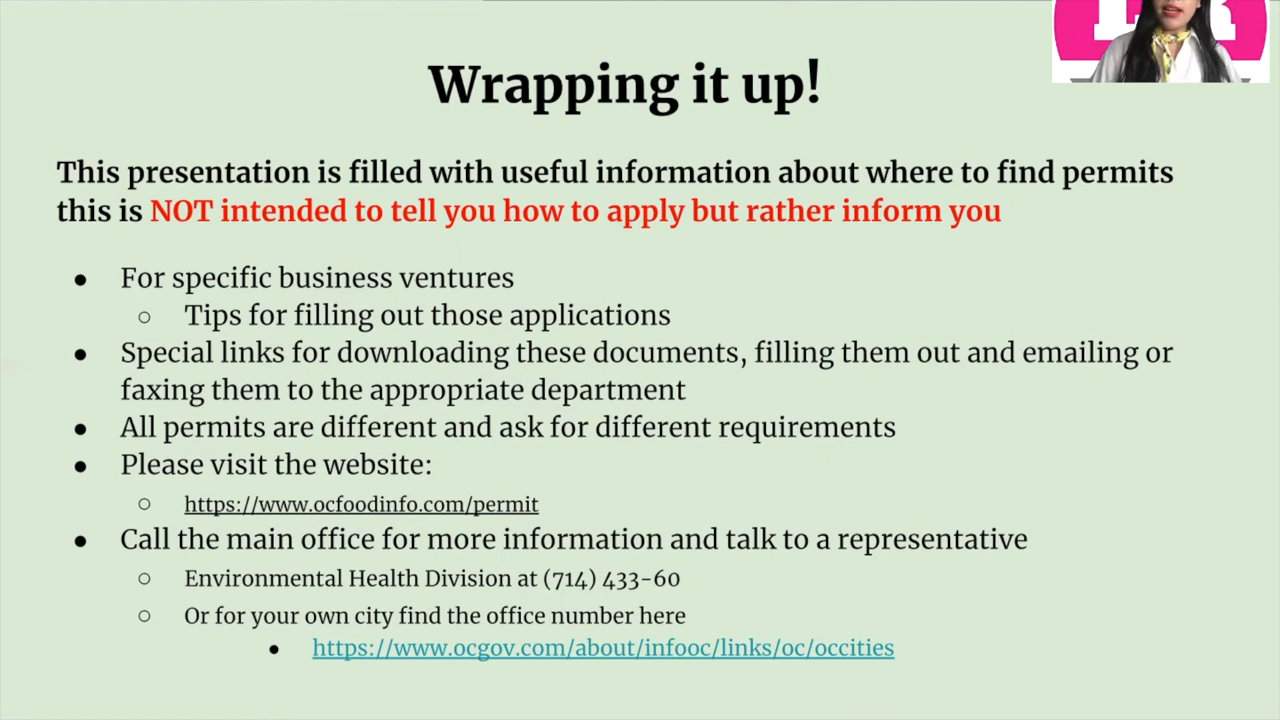 Wrapping it up!
This presentation is filled with useful information about where to find permits
this is NOT intended to tell you how to apply but rather inform you
● For specific business ventures
○ Tips for filling out those applications
● Special links for downloading these documents, filling them out and emailing or
faxing them to the appropriate department
● All permits are different and ask for different requirements
● Please visit the website:
○ https://www.ocfoodinfo.com/permit
● Call the main office for more information and talk to a representative
○ Environmental Health Division at (714) 433-60
○ Or for your own city find the office number here
● https://www.ocgov.com/about/infooc/links/oc/occities